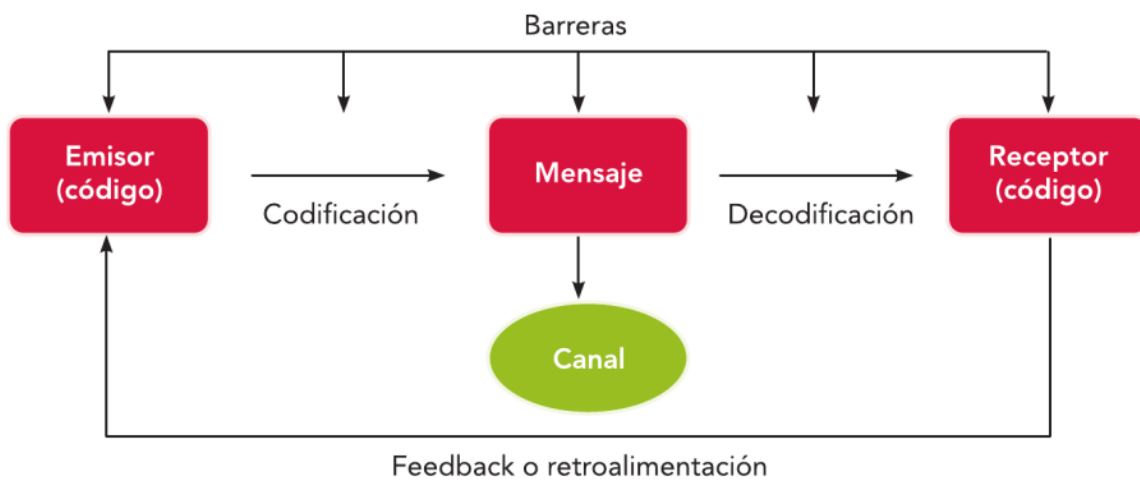 Barreras
Emisor
(código)
Codificación
Mensaje
Decodificación
Receptor
(código)
Canal
Feedback o retroalimentación